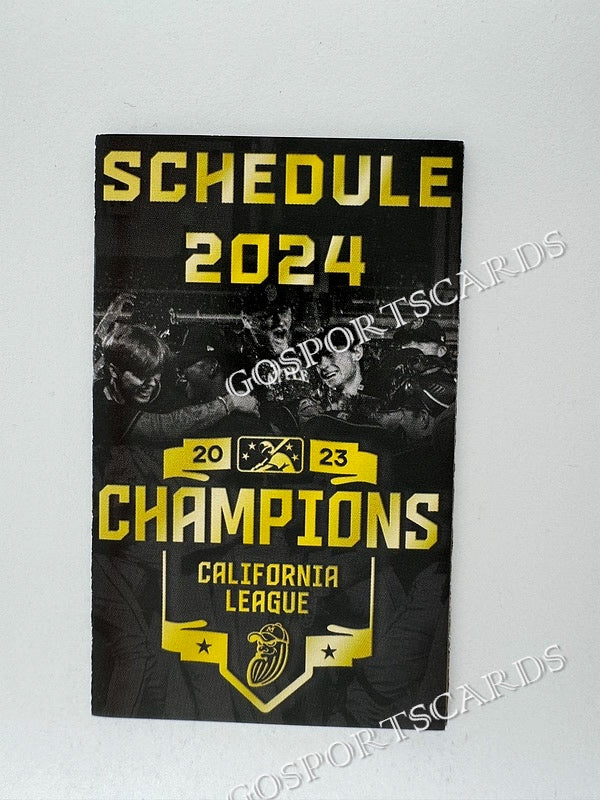 SCHEDULE
2024
GOSPORTSCARDS
20 23
CHAMPIONS
CALIFORNIA
LEAGUE
M
GOSPORTSCARDS